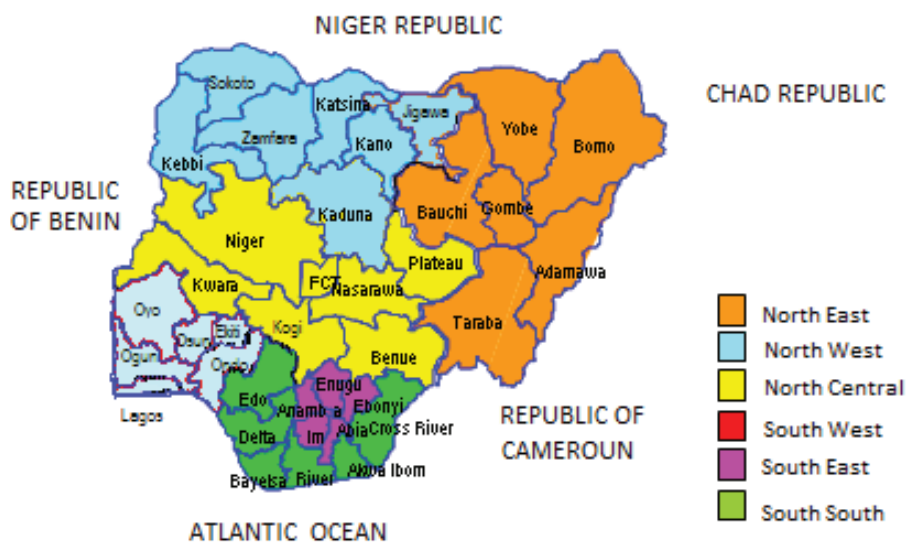 NIGER REPUBLIC
CHAD REPUBLIC
REPUBLIC
OF BENIN
Sokoto
Katsina
Jigawa
Zamfara
Kano
Yobe
Borno
Kebbi
Kaduna
Bauchi
Gombe
Niger
Plateau
Adamawa
FCT
Nasarawa
Kwara
Taraba
Oyo
Kogi
Ekiti
Osun
Benue
Ogun
Ondo
Enugu
Edo
Ebonyi
Lagos
Anambra
Im
Abia
Cross River
Delta
Akwa Ibom
Bayelsa
River
REPUBLIC OF
CAMEROUN
ATLANTIC OCEAN
North East
North West
North Central
South West
South East
South South